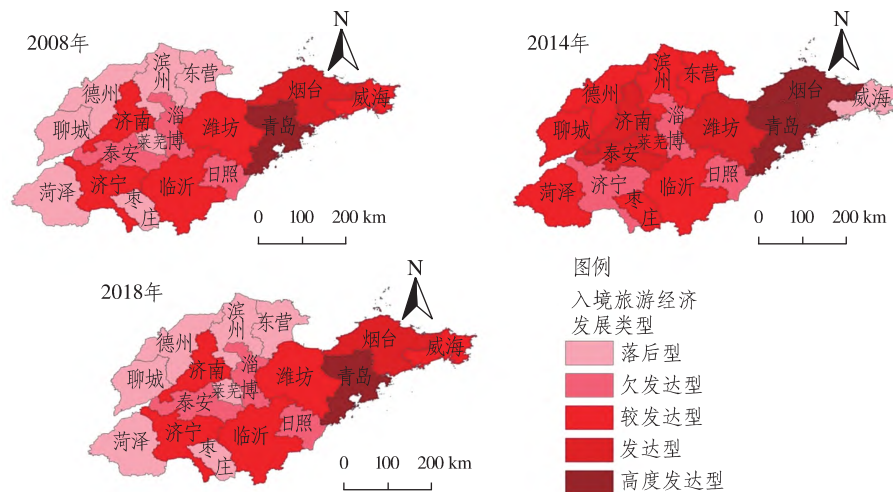 2008年
N
滨州
东营
德州
烟台
威海
聊城
济南
淄博
潍坊
青岛
莱芜
泰安
日照
菏泽
济宁
临沂
枣庄
0 100 200 km
2014年
N
滨州
东营
德州
烟台
威海
聊城
济南
淄博
潍坊
青岛
莱芜
泰安
日照
菏泽
济宁
临沂
枣庄
0 100 200 km
2018年
N
滨州
东营
德州
烟台
威海
聊城
济南
淄博
潍坊
青岛
莱芜
泰安
日照
菏泽
济宁
临沂
枣庄
0 100 200 km
图例
入境旅游经济
发展类型
落后型
欠发达型
较发达型
发达型
高度发达型